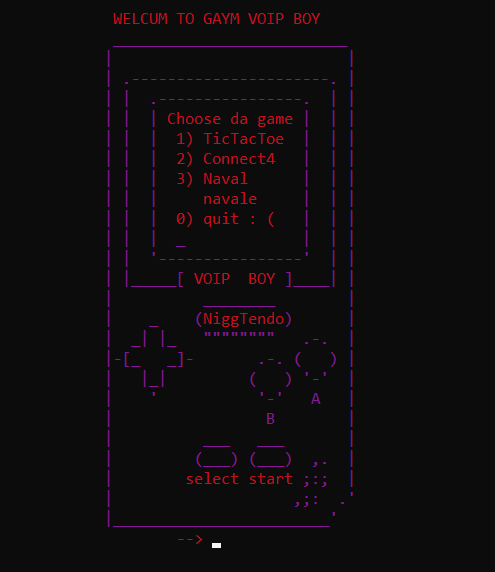 WELCUM TO GAYM VOIP BOY
Choose da game
1) TicTacToe
2) Connect4
3) Naval
navale
0) quit : (
[ VOIP  BOY ]
(NiggTendo)
A
B
select start
-->